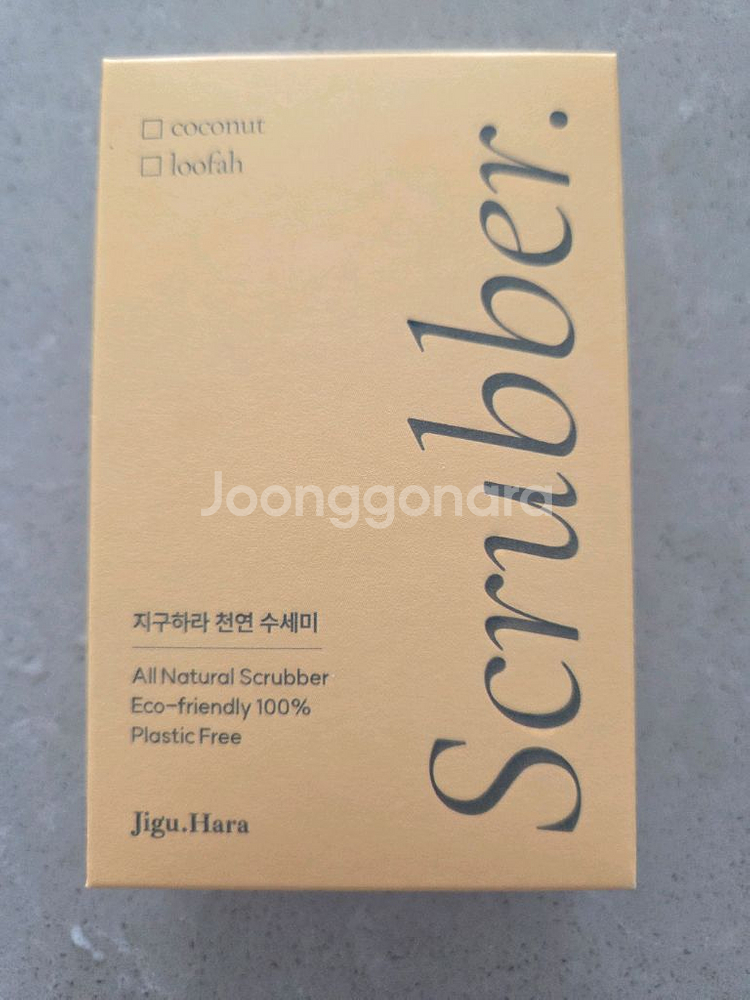 ☐ coconut
☐ loofah
Scrubber.
Joonggonara
지구하라 천연 수세미
All Natural Scrubber
Eco-friendly 100%
Plastic Free
Jigu.Hara